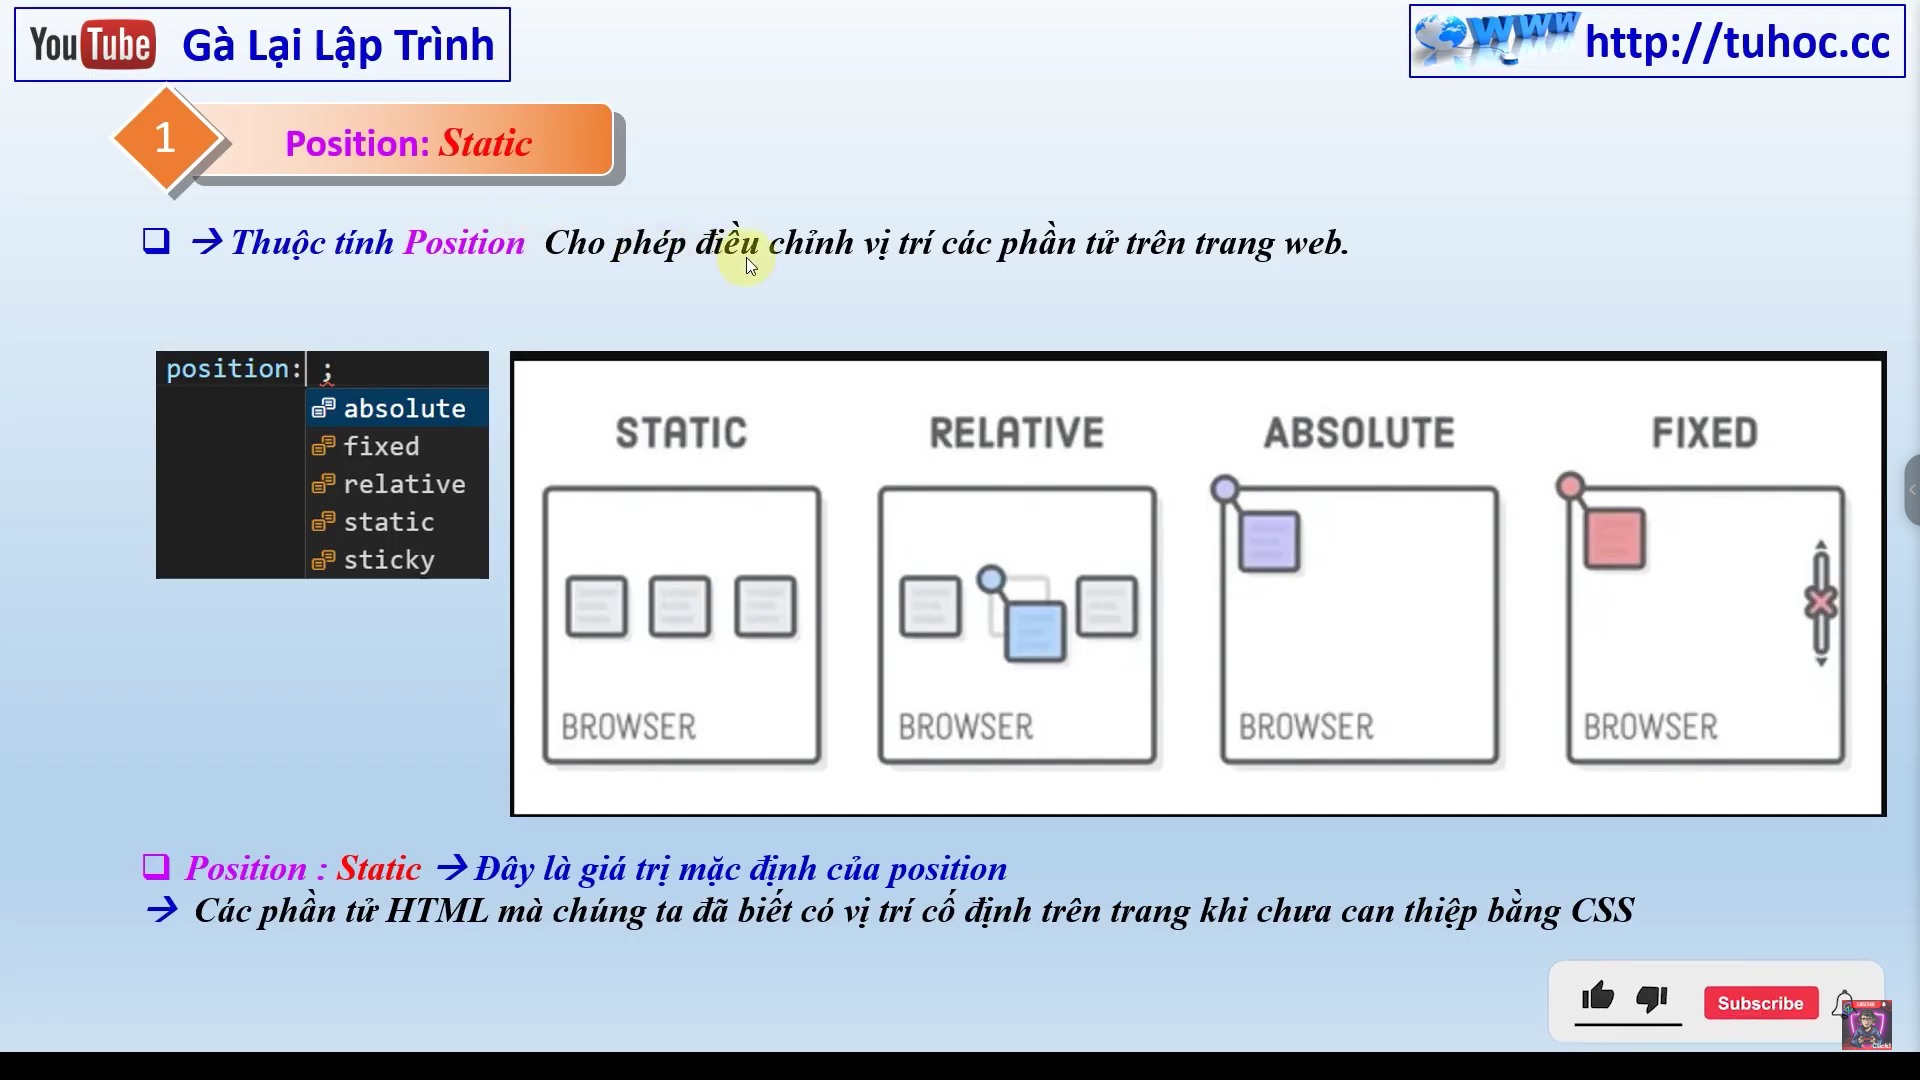 YouTube Gà Lại Lập Trình
http://tuhoc.cc
1
Position: Static
→ Thuộc tính Position Cho phép điều chỉnh vị trí các phần tử trên trang web.
position: ;
absolute
fixed
relative
static
sticky
STATIC RELATIVE ABSOLUTE FIXED
BROWSER BROWSER BROWSER BROWSER
Position : Static → Đây là giá trị mặc định của position
→ Các phần tử HTML mà chúng ta đã biết có vị trí cố định trên trang khi chưa can thiệp bằng CSS
Subscribe